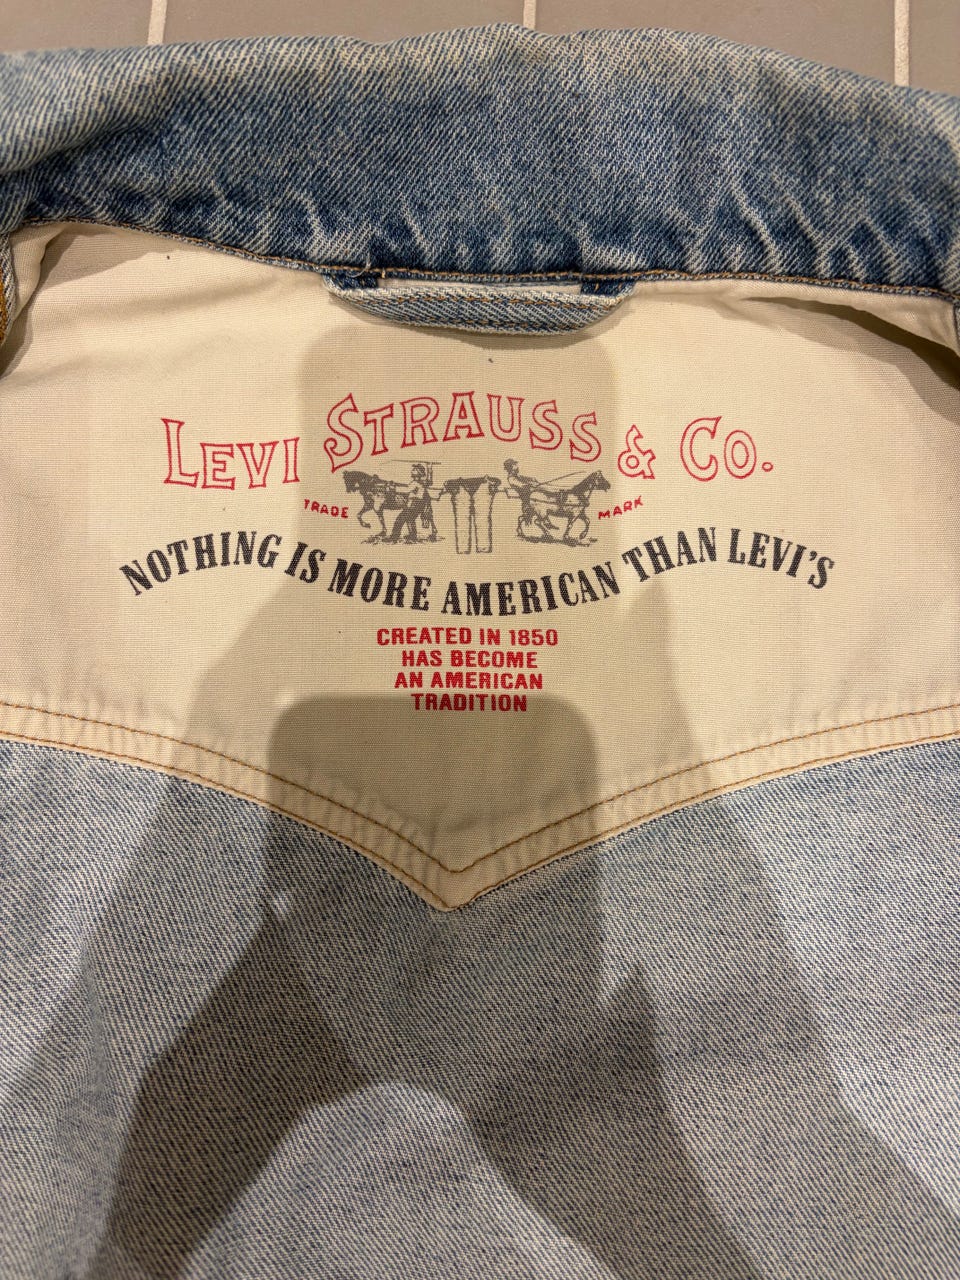 LEVI STRAUSS & CO.
TRADE MARK
NOTHING IS MORE AMERICAN THAN LEVI'S
CREATED IN 1850
HAS BECOME
AN AMERICAN
TRADITION